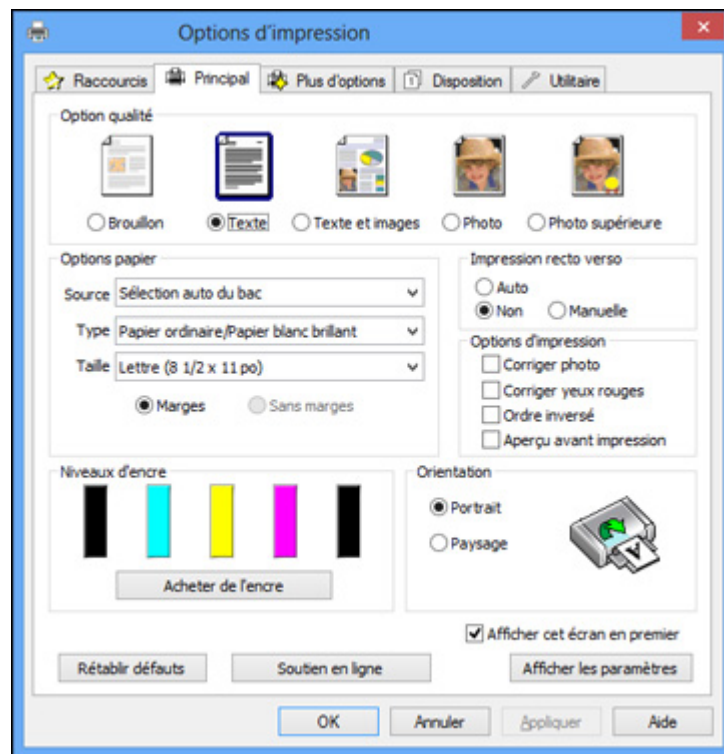 Options d'impression
Raccourcis Principal Plus d'options 1 Disposition Utilitaire
Option qualité
Brouillon Texte Texte et images Photo Photo supérieure
Options papier
Source Sélection auto du bac
Type Papier ordinaire/Papier blanc brillant
Taille Lettre (8 1/2 x 11 po)
Marges Sans marges
Impression recto verso
Auto
Non Manuelle
Options d'impression
Corriger photo
Corriger yeux rouges
Ordre inversé
Aperçu avant impression
Niveaux d'encre
Acheter de l'encre
Orientation
Portrait
Paysage
A
Afficher cet écran en premier
Rétablir défauts Soutien en ligne Afficher les paramètres
OK Annuler Appliquer Aide